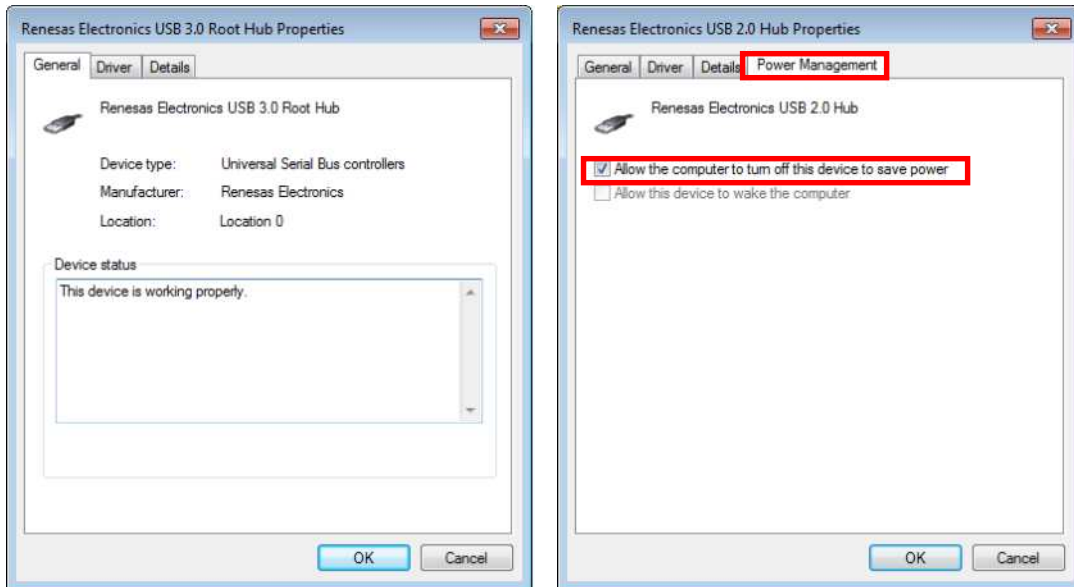 Renesas Electronics USB 3.0 Root Hub Properties
General Driver Details
Renesas Electronics USB 3.0 Root Hub
Device type: Universal Serial Bus controllers
Manufacturer: Renesas Electronics
Location: Location 0
Device status
This device is working properly.
OK Cancel
Renesas Electronics USB 2.0 Hub Properties
General Driver Details Power Management
Renesas Electronics USB 2.0 Hub
Allow the computer to turn off this device to save power
Allow this device to wake the computer
OK Cancel